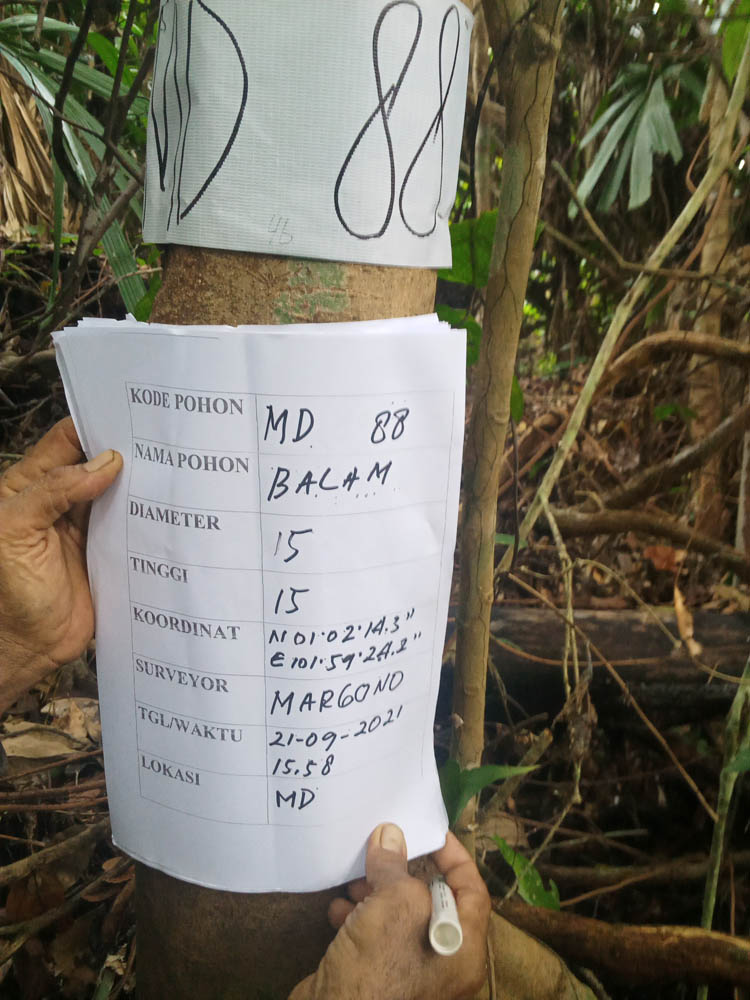 MD 88
46
KODE POHON MD 88
NAMA POHON BALAM
DIAMETER 15
TINGGI 15
KOORDINAT N 01·02·14.3"
E 101·59·24.2"
SURVEYOR MARGONO
TGL/WAKTU 21-09-2021
15.58
LOKASI MD